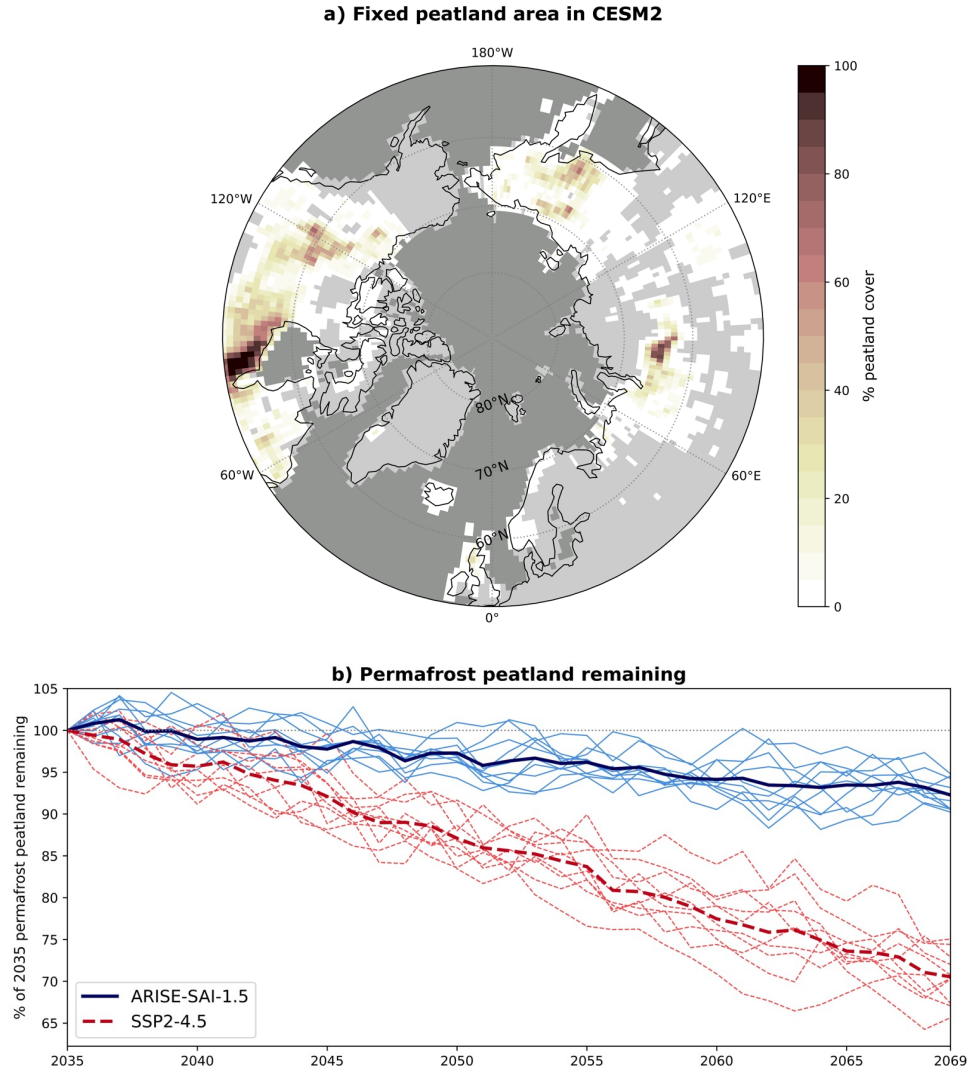 a) Fixed peatland area in CESM2
180°W
120°W
120°E
60°W
60°E
0°
80°N
70°N
60°N
100
80
60
40
20
0
% peatland cover
b) Permafrost peatland remaining
105
100
95
90
85
80
75
70
65
% of 2035 permafrost peatland remaining
ARISE-SAI-1.5
SSP2-4.5
2035
2040
2045
2050
2055
2060
2065
2069